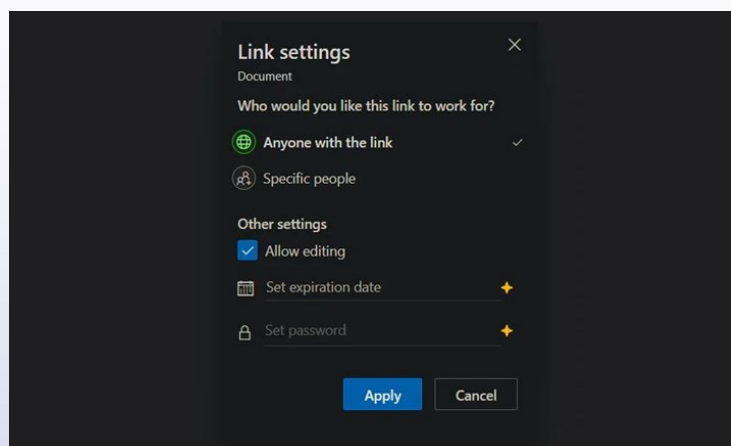 Link settings
Document
Who would you like this link to work for?
Anyone with the link
Specific people
Other settings
Allow editing
Set expiration date
Set password
Apply
Cancel